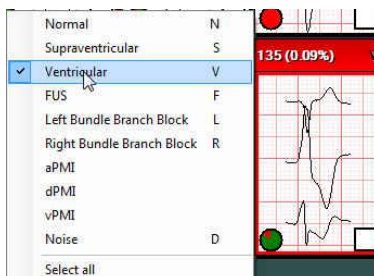 Normal N
Supraventricular S
Ventricular V
FUS F
Left Bundle Branch Block L
Right Bundle Branch Block R
aPMI
dPMI
vPMI
Noise D
Select all
135 (0.09%)